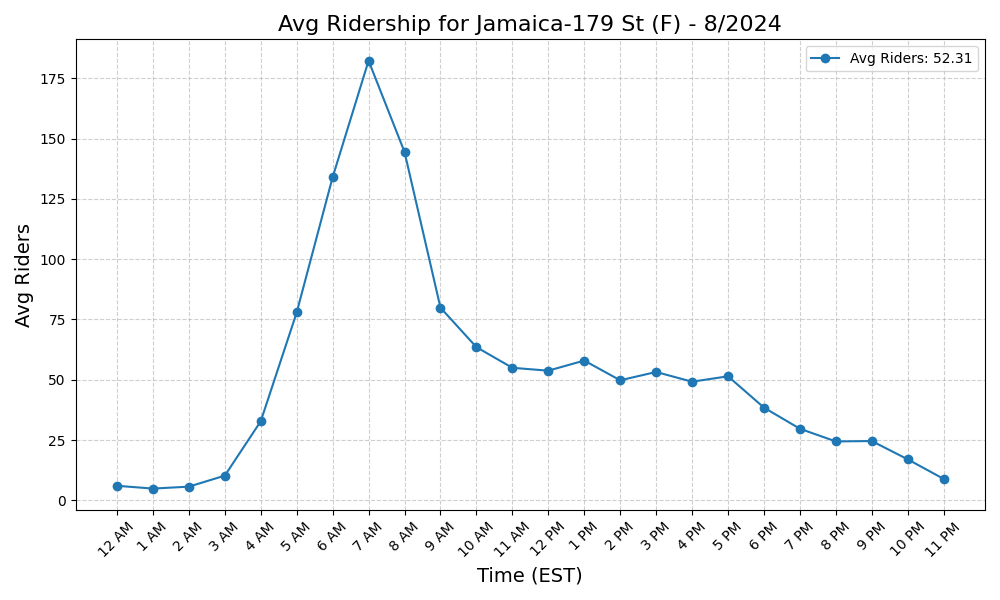 Avg Ridership for Jamaica-179 St (F) - 8/2024
Avg Riders: 52.31
Avg Riders
175
150
125
100
75
50
25
0
12 AM
1 AM
2 AM
3 AM
4 AM
5 AM
6 AM
7 AM
8 AM
9 AM
10 AM
11 AM
12 PM
1 PM
2 PM
3 PM
4 PM
5 PM
6 PM
7 PM
8 PM
9 PM
10 PM
11 PM
Time (EST)